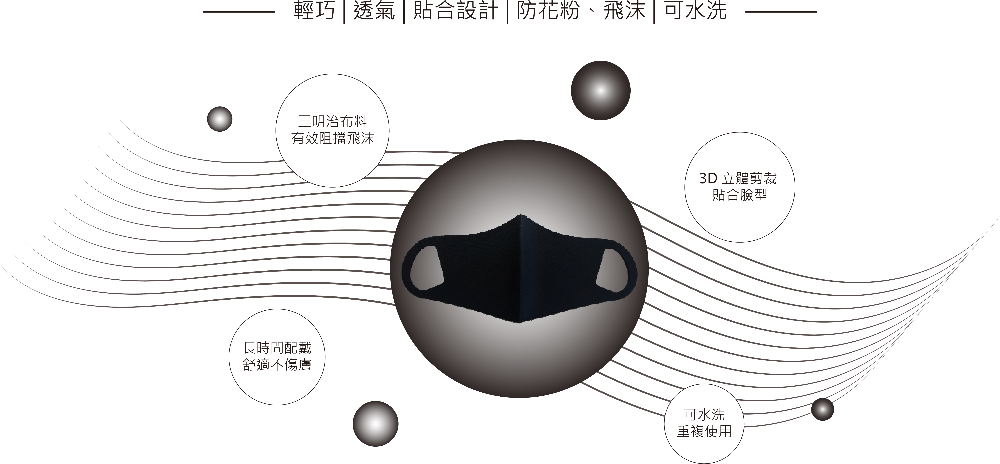 輕巧|透氣|貼合設計|防花粉、飛沫|可水洗
三明治布料
有效阻擋飛沫
3D 立體剪裁
貼合臉型
長時間配戴
舒適不傷膚
可水洗
重複使用